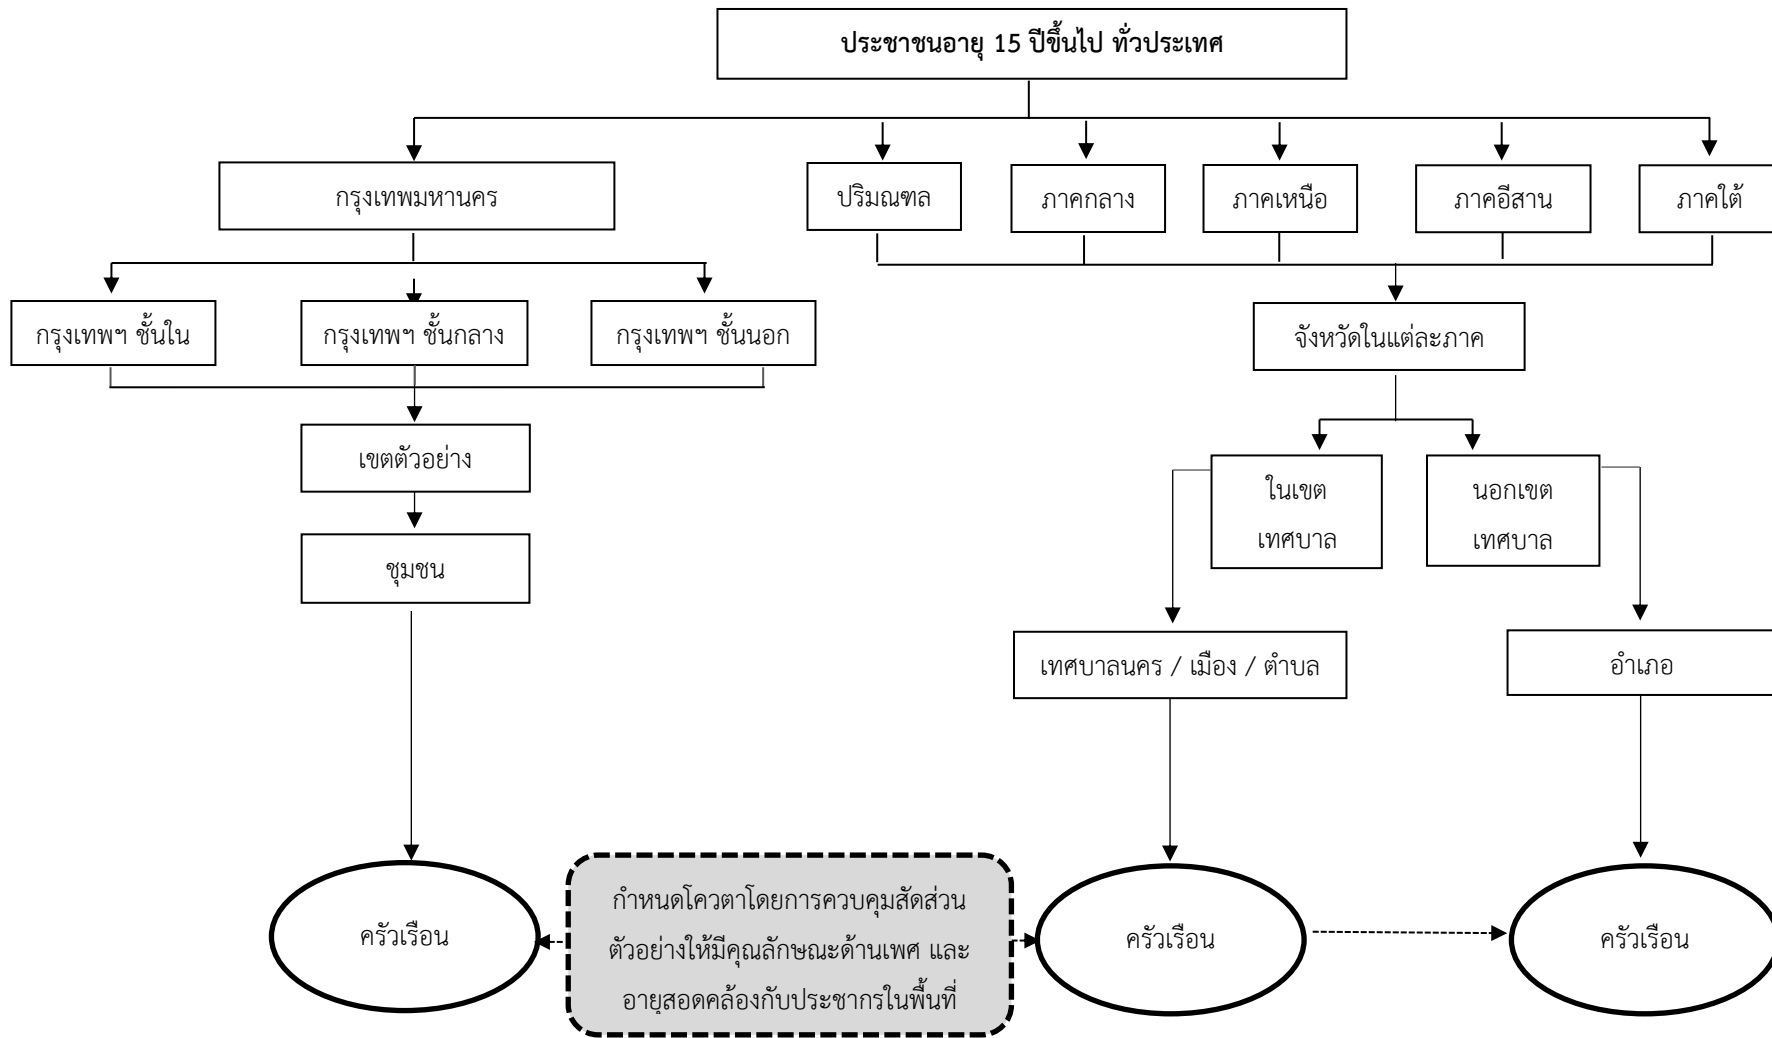 ประชาชนอายุ 15 ปีขึ้นไป ทั่วประเทศ
กรุงเทพมหานคร
ปริมณฑล
ภาคกลาง
ภาคเหนือ
ภาคอีสาน
ภาคใต้
กรุงเทพฯ ชั้นใน
กรุงเทพฯ ชั้นกลาง
กรุงเทพฯ ชั้นนอก
จังหวัดในแต่ละภาค
เขตตัวอย่าง
ในเขต
เทศบาล
นอกเขต
เทศบาล
ชุมชน
เทศบาลนคร / เมือง / ตำบล
อำเภอ
ครัวเรือน
กำหนดโควตาโดยการควบคุมสัดส่วน
ตัวอย่างให้มีคุณลักษณะด้านเพศ และ
อายุสอดคล้องกับประชากรในพื้นที่
ครัวเรือน
ครัวเรือน